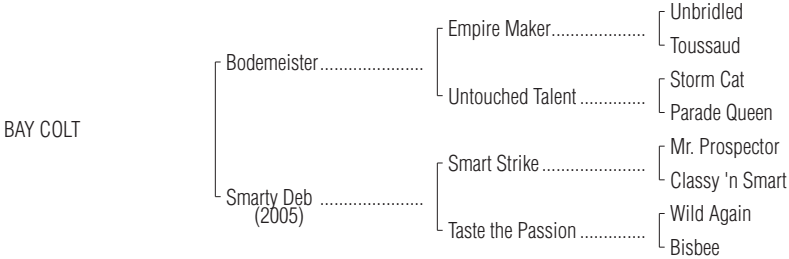 Unbridled
Empire Maker....................
Toussaud
Bodemeister......................
Storm Cat
Untouched Talent ..............
Parade Queen
BAY COLT
Mr. Prospector
Smart Strike......................
Classy 'n Smart
Smarty Deb ......................
(2005)
Wild Again
Taste the Passion ..............
Bisbee